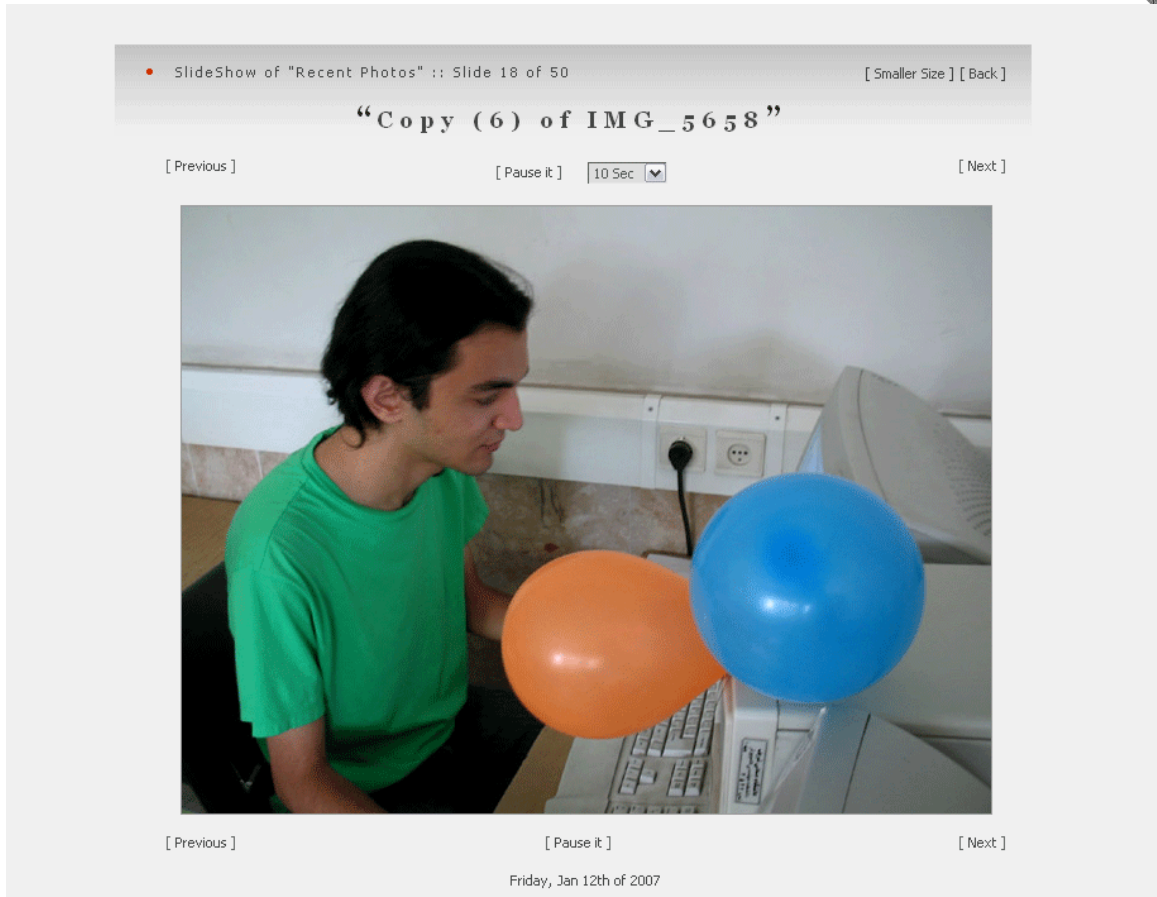 SlideShow of "Recent Photos" :: Slide 18 of 50
[ Smaller Size ] [ Back ]
“Copy (6) of IMG_5658”
[ Previous ]
[ Pause it ]
10 Sec
[ Next ]
[ Previous ]
[ Pause it ]
[ Next ]
Friday, Jan 12th of 2007